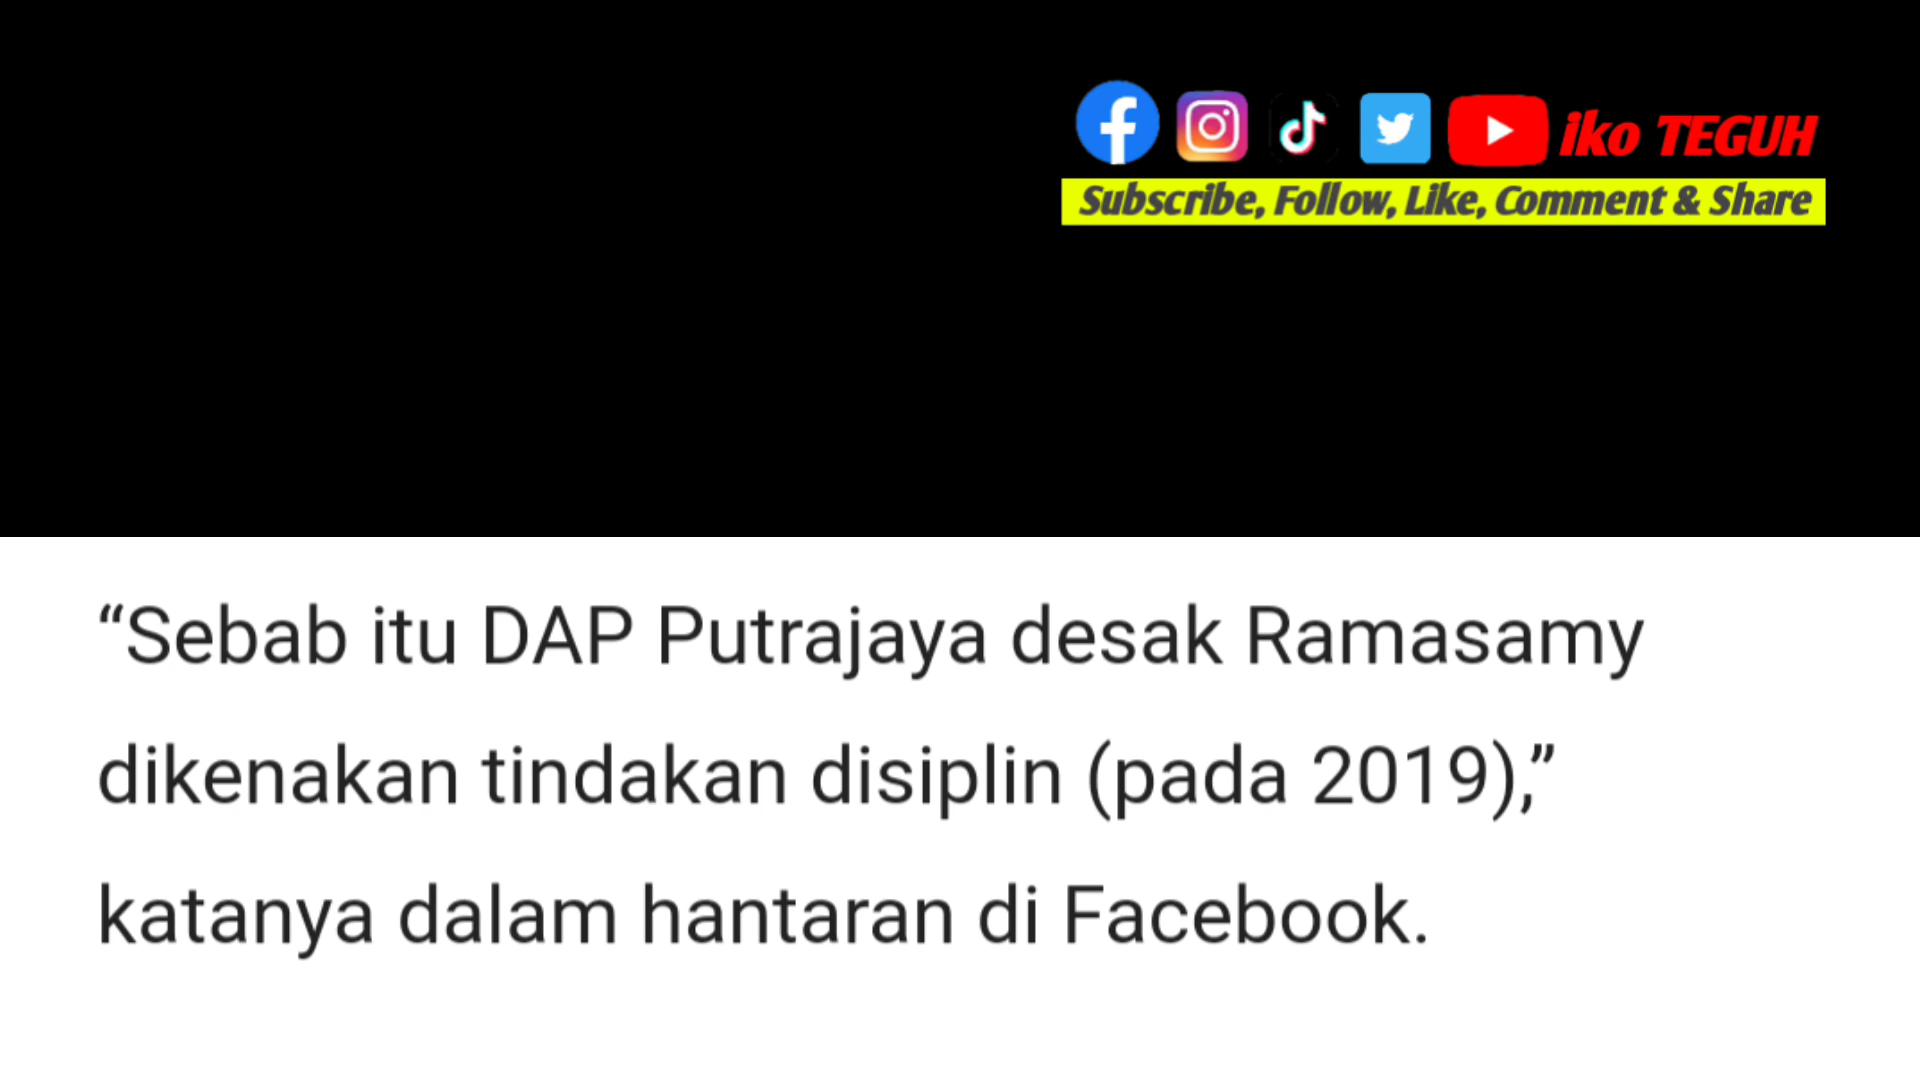 iko TEGUH
Subscribe, Follow, Like, Comment & Share
“Sebab itu DAP Putrajaya desak Ramasamy
dikenakan tindakan disiplin (pada 2019),”
katanya dalam hantaran di Facebook.